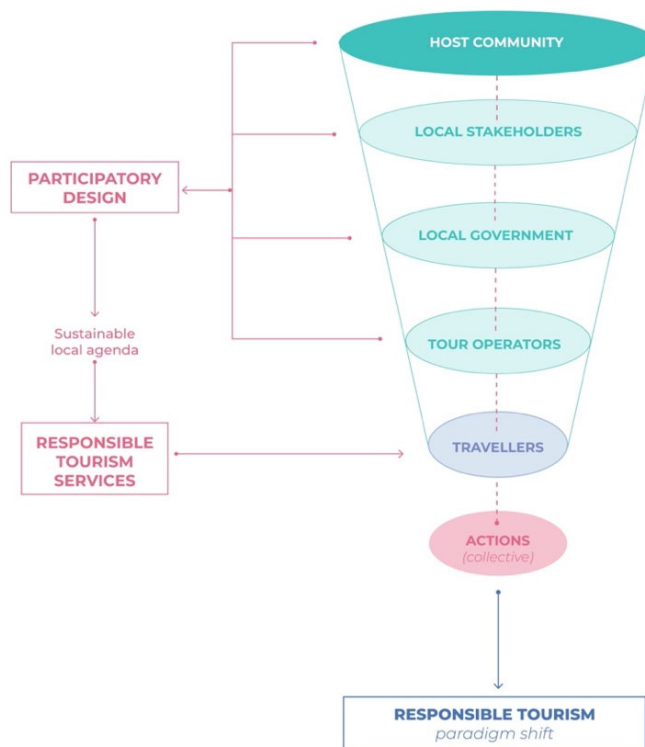 HOST COMMUNITY
LOCAL STAKEHOLDERS
PARTICIPATORY
DESIGN
LOCAL GOVERNMENT
Sustainable
local agenda
TOUR OPERATORS
RESPONSIBLE
TOURISM
SERVICES
TRAVELLERS
ACTIONS
(collective)
RESPONSIBLE TOURISM
paradigm shift